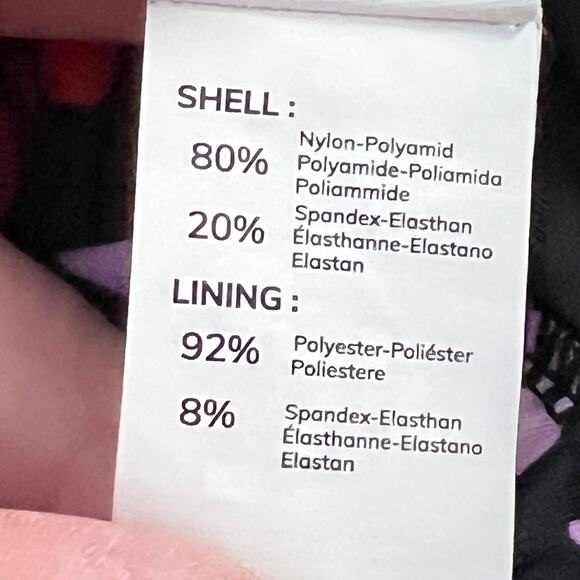 SHELL :
80% Nylon-Polyamid
Polyamide-Poliamida
Poliammide
20% Spandex-Elasthan
Élasthanne-Elastano
Elastan
LINING :
92% Polyester-Poliéster
Poliestere
8% Spandex-Elasthan
Élasthanne-Elastano
Elastan